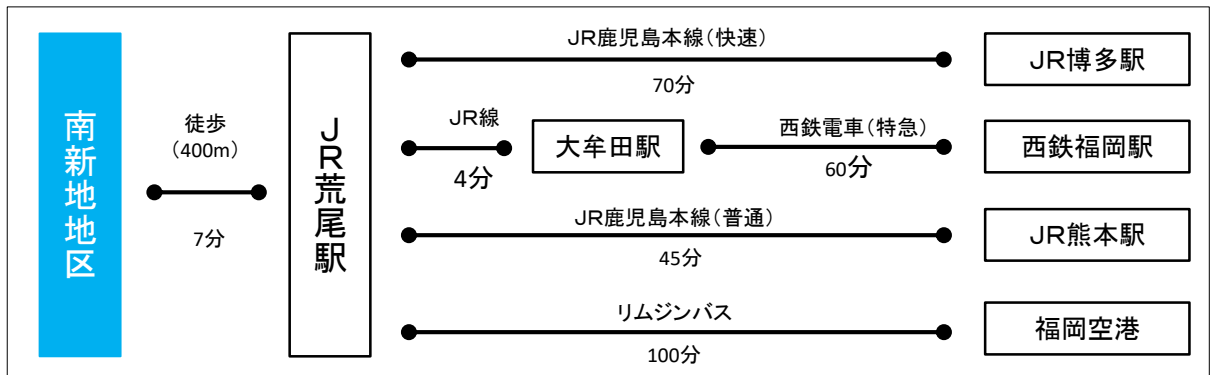 南新地地区
徒歩
（400m）
7分
ＪＲ荒尾駅
ＪＲ鹿児島本線（快速）
70分
ＪＲ博多駅
ＪＲ線
4分
大牟田駅
西鉄電車（特急）
60分
西鉄福岡駅
ＪＲ鹿児島本線（普通）
45分
ＪＲ熊本駅
リムジンバス
100分
福岡空港